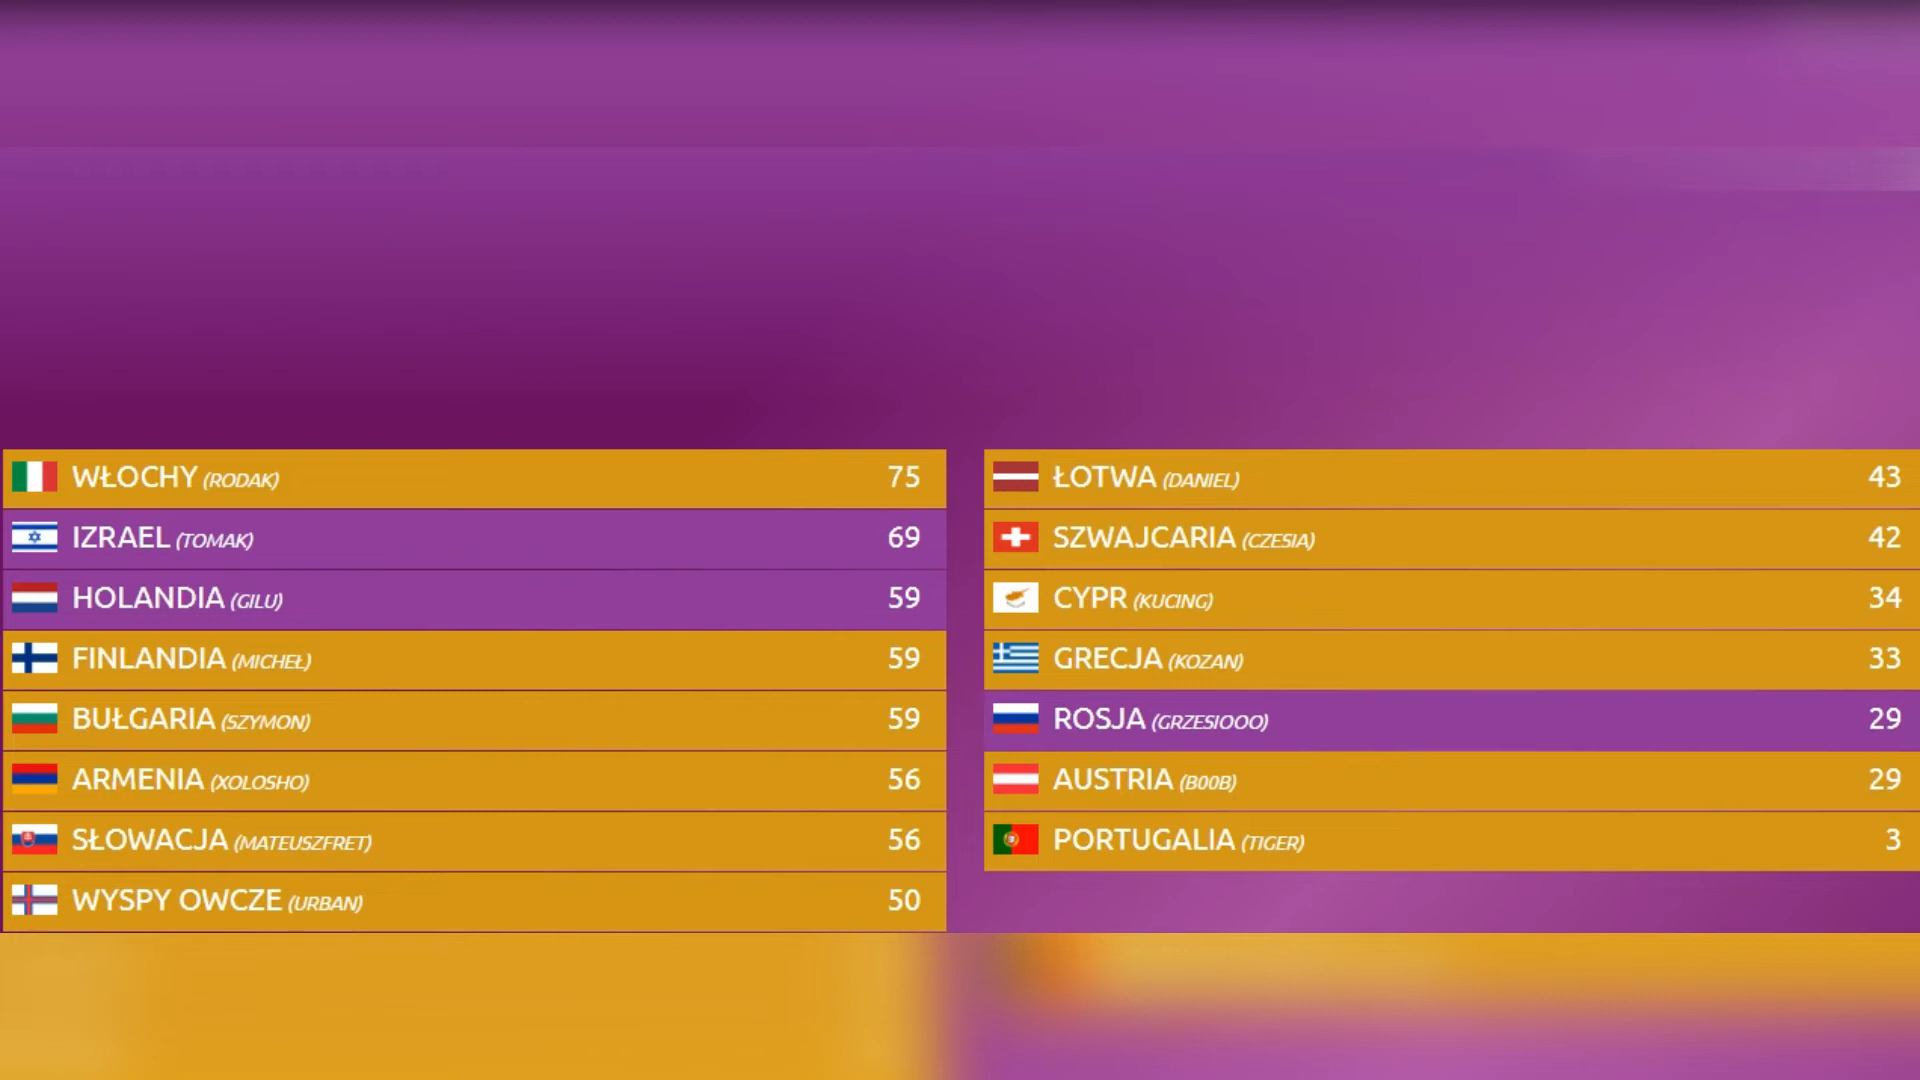 WŁOCHY (RODAK) 75
IZRAEL (TOMAK) 69
HOLANDIA (GILU) 59
FINLANDIA (MICHEŁ) 59
BUŁGARIA (SZYMON) 59
ARMENIA (XOLOSHO) 56
SŁOWACJA (MATEUSZFRET) 56
WYSPY OWCZE (URBAN) 50
ŁOTWA (DANIEL) 43
SZWAJCARIA (CZESIA) 42
CYPR (KUCING) 34
GRECJA (KOZAN) 33
ROSJA (GRZESIOOO) 29
AUSTRIA (B00B) 29
PORTUGALIA (TIGER) 3